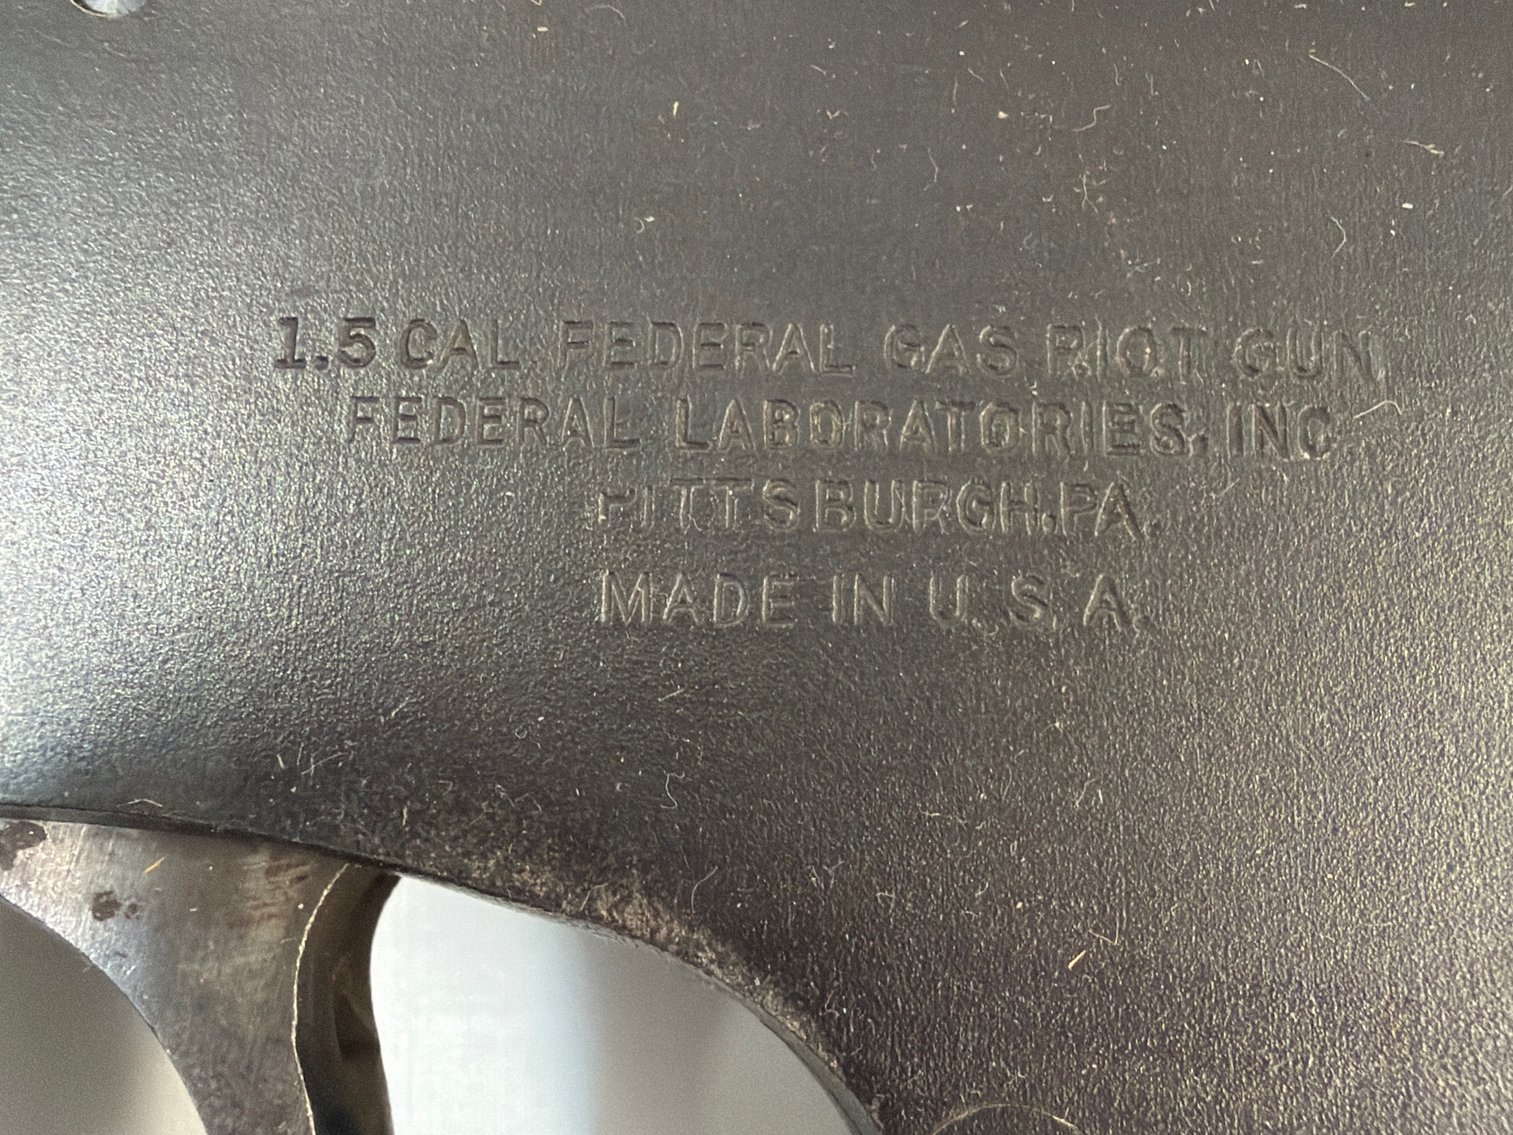 1.5 CAL. FEDERAL GAS RIOT GUN
FEDERAL LABORATORIES, INC.
PITTSBURGH, PA.
MADE IN U.S.A.